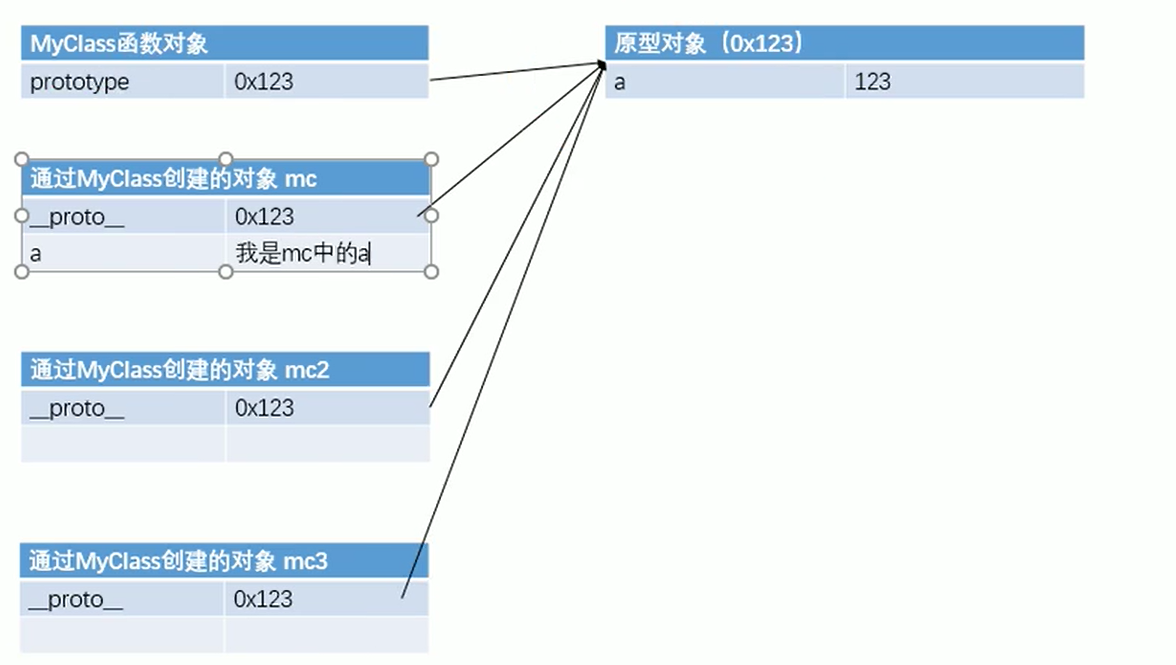 MyClass函数对象
prototype 0x123
原型对象（0x123）
a 123
通过MyClass创建的对象 mc
__proto__ 0x123
a 我是mc中的a
通过MyClass创建的对象 mc2
__proto__ 0x123
通过MyClass创建的对象 mc3
__proto__ 0x123